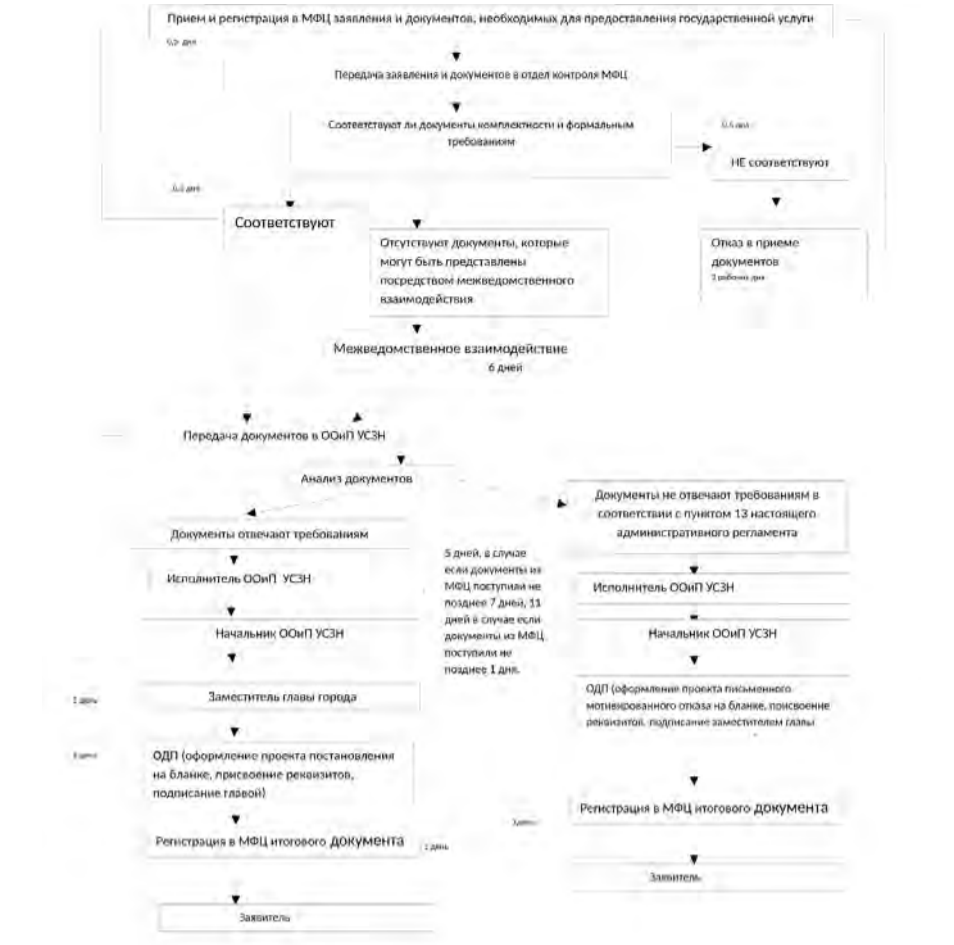 Прием и регистрация в МФЦ заявления и документов, необходимых для предоставления государственной услуги
0,5 дня
Передача заявления и документов в отдел контроля МФЦ
Соответствуют ли документы комплектности и формальным
требованиям
0,5 дня
НЕ соответствуют
дня
Соответствуют
Отсутствуют документы, которые
могут быть представлены
посредством межведомственного
взаимодействия
Отказ в приеме
документов
рабочих дня
Межведомственное взаимодействие
6 дней
Передача документов в ООиП УСЗН
Анализ документов
Документы не отвечают требованиям в
соответствии с пунктом 13 настоящего
административного регламента
Документы отвечают требованиям
5 дней, в случае
если документы из
МФЦ поступили не
позднее 7 дней, 11
дней в случае если
документы из МФЦ
поступили не
позднее 1 дня.
Исполнитель ООиП УСЗН
Исполнитель ООиП УСЗН
Начальник ООиП УСЗН
Начальник ООиП УСЗН
Заместитель главы города
день
ОДП (оформление проекта письменного
мотивированного отказа на бланке, присвоение
реквизитов, подписание заместителем главы
ОДП (оформление проекта постановления
на бланке, присвоение реквизитов,
подписание главой)
Регистрация в МФЦ итогового документа
Регистрация в МФЦ итогового документа
1 день
Заявитель
Заявитель